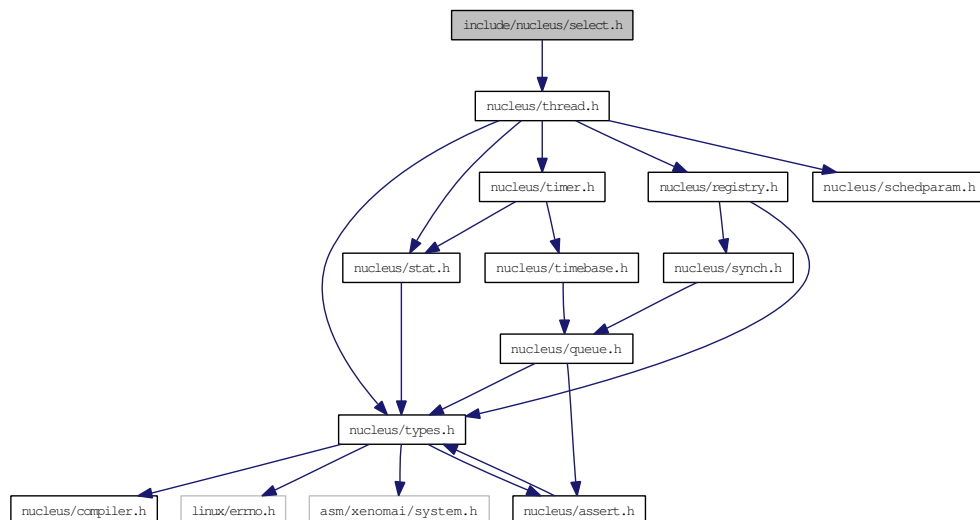 include/nucleus/select.h
nucleus/thread.h
nucleus/timer.h
nucleus/registry.h
nucleus/schedparam.h
nucleus/stat.h
nucleus/timebase.h
nucleus/synch.h
nucleus/queue.h
nucleus/types.h
nucleus/compiler.h
linux/errno.h
asm/xenomai/system.h
nucleus/assert.h